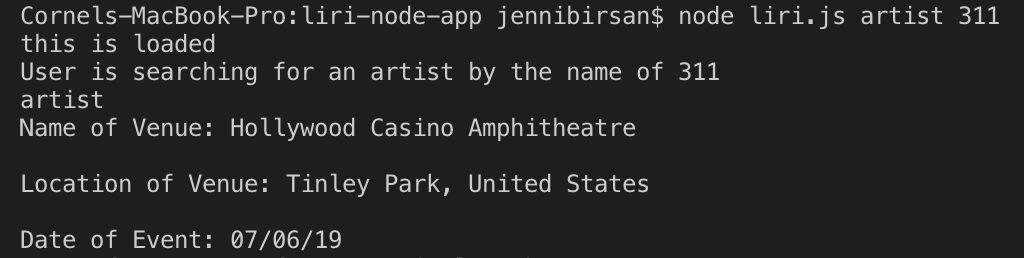 Cornels-MacBook-Pro:liri-node-app jennibirsan$ node liri.js artist 311
this is loaded
User is searching for an artist by the name of 311
artist
Name of Venue: Hollywood Casino Amphitheatre
Location of Venue: Tinley Park, United States
Date of Event: 07/06/19